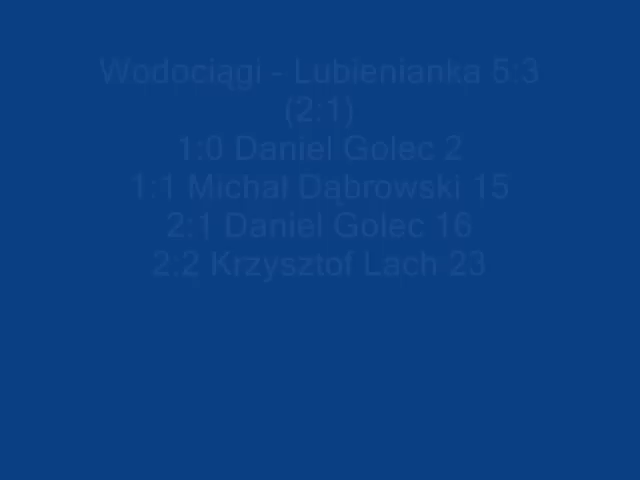 Wodociągi - Lubienianka 5:3
(2:1)
1:0 Daniel Golec 2
1:1 Michał Dąbrowski 15
2:1 Daniel Golec 16
2:2 Krzysztof Lach 23